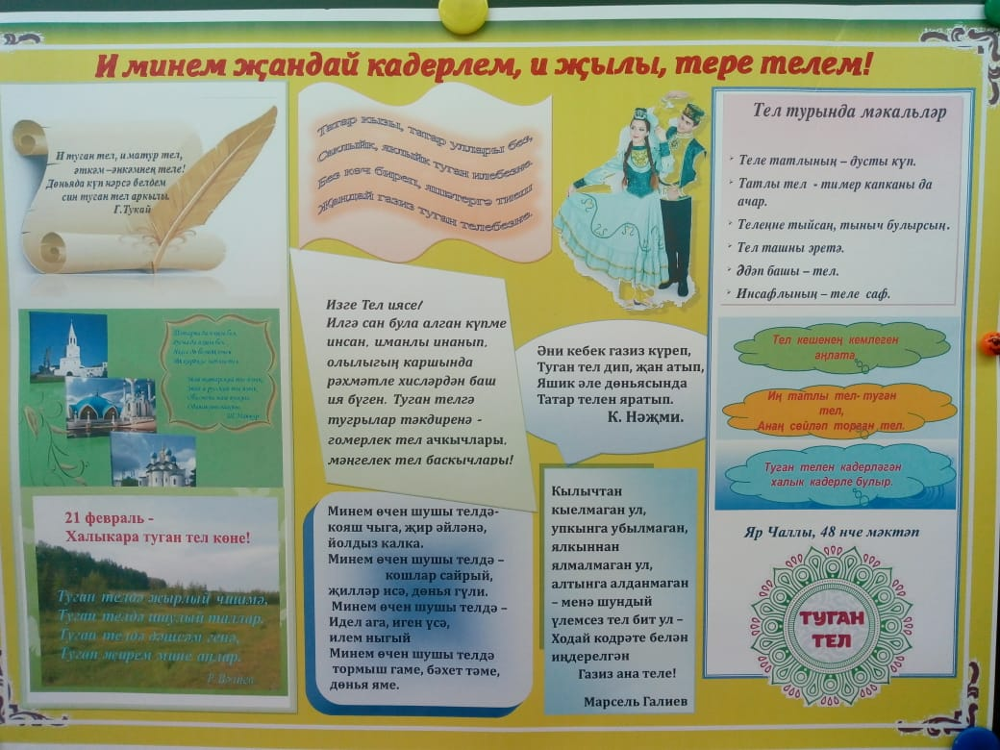 И минем җандай кадерлем, и җылы, тере телем!
И туган тел, и матур тел,
әткәм –әнкәмнең теле!
Дөньяда күп нәрсә белдем
син туган тел аркылы.
Г.Тукай
21 февраль -
Халыкара туган тел көне!
Туган телдә җырлый чишмә,
Туган телдә шаулый таллар.
Туган телдә дәшсәм генә,
Туган җирем мине аңлар.
Татар кызы, татар уллары без,
Саклыйк, яклыйк туган илебезне.
Без көч биреп, яшәтергә тиеш
Җандай газиз туган телебезне.
Изге Тел иясе!
Илгә сан була алган күпме
инсан, иманлы инанып,
олылыгың каршында
рәхмәтле хисләрдән баш
ия бүген. Туган телгә
тугрылар тәкдиренә -
гомерлек тел ачкычлары,
мәңгелек тел баскычлары!
Әни кебек газиз күреп,
Туган тел дип, җан атып,
Яшик әле дөньясында
Татар телен яратып.
К. Нәҗми.
Минем өчен шушы телдә-
кояш чыга, җир әйләнә,
йолдыз калка.
Минем өчен шушы телдә –
кошлар сайрый,
җилләр исә, дөнья гүли.
Минем өчен шушы телдә –
Идел ага, иген үсә,
илем ныгый
Минем өчен шушы телдә
тормыш гаме, бәхет тәме,
дөнья яме.
Кылычтан
кыелмаган ул,
упкынга убылмаган,
ялкыннан
ялмалмаган ул,
алтынга алданмаган
– менә шундый
үлемсез тел бит ул –
Ходай кодрәте белән
иңдерелгән
Газиз ана теле!
Марсель Галиев
Тел турында мәкальләр
Теле татлының – дусты күп.
Татлы тел - тимер капканы да
ачар.
Телеңне тыйсаң, тыныч булырсың.
Тел ташны эретә.
Әдәп башы – тел.
Инсафлының – теле саф.
Тел кешенең кемлеген
аңлата.
Иң татлы тел- туган
тел,
Анаң сөйләп торган тел.
Туган телен кадерләгән
халык кадерле булыр.
Яр Чаллы, 48 нче мәктәп
ТУГАН
ТЕЛ